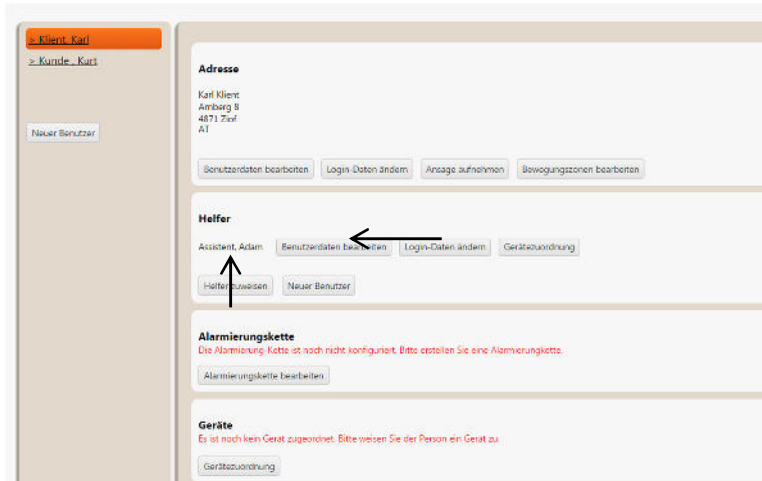 > Klient, Karl
> Kunde , Kurt
Neuer Benutzer
Adresse
Karl Klient
Amberg 8
4871 Zipf
AT
Benutzerdaten bearbeiten Login-Daten ändern Ansage aufnehmen Bewegungszonen bearbeiten
Helfer
Assistent, Adam Benutzerdaten bearbeiten Login-Daten ändern Gerätezuordnung
Helfer zuweisen Neuer Benutzer
Alarmierungskette
Die Alarmierung-Kette ist noch nicht konfiguriert. Bitte erstellen Sie eine Alarmierungkette.
Alarmierungskette bearbeiten
Geräte
Es ist noch kein Gerät zugeordnet. Bitte weisen Sie der Person ein Gerät zu.
Gerätezuordnung